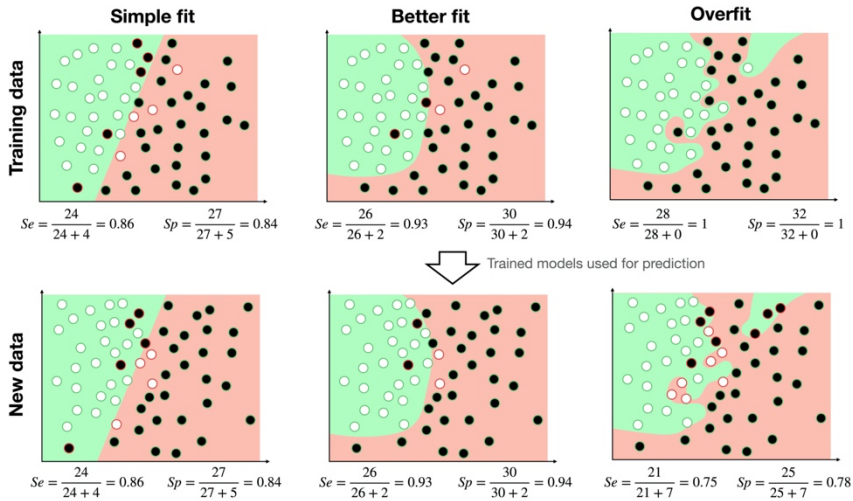 Simple fit
Better fit
Overfit
Training data
Se = 24 / 24 + 4 = 0.86
Sp = 27 / 27 + 5 = 0.84
Se = 26 / 26 + 2 = 0.93
Sp = 30 / 30 + 2 = 0.94
Se = 28 / 28 + 0 = 1
Sp = 32 / 32 + 0 = 1
Trained models used for prediction
New data
Se = 24 / 24 + 4 = 0.86
Sp = 27 / 27 + 5 = 0.84
Se = 26 / 26 + 2 = 0.93
Sp = 30 / 30 + 2 = 0.94
Se = 21 / 21 + 7 = 0.75
Sp = 25 / 25 + 7 = 0.78